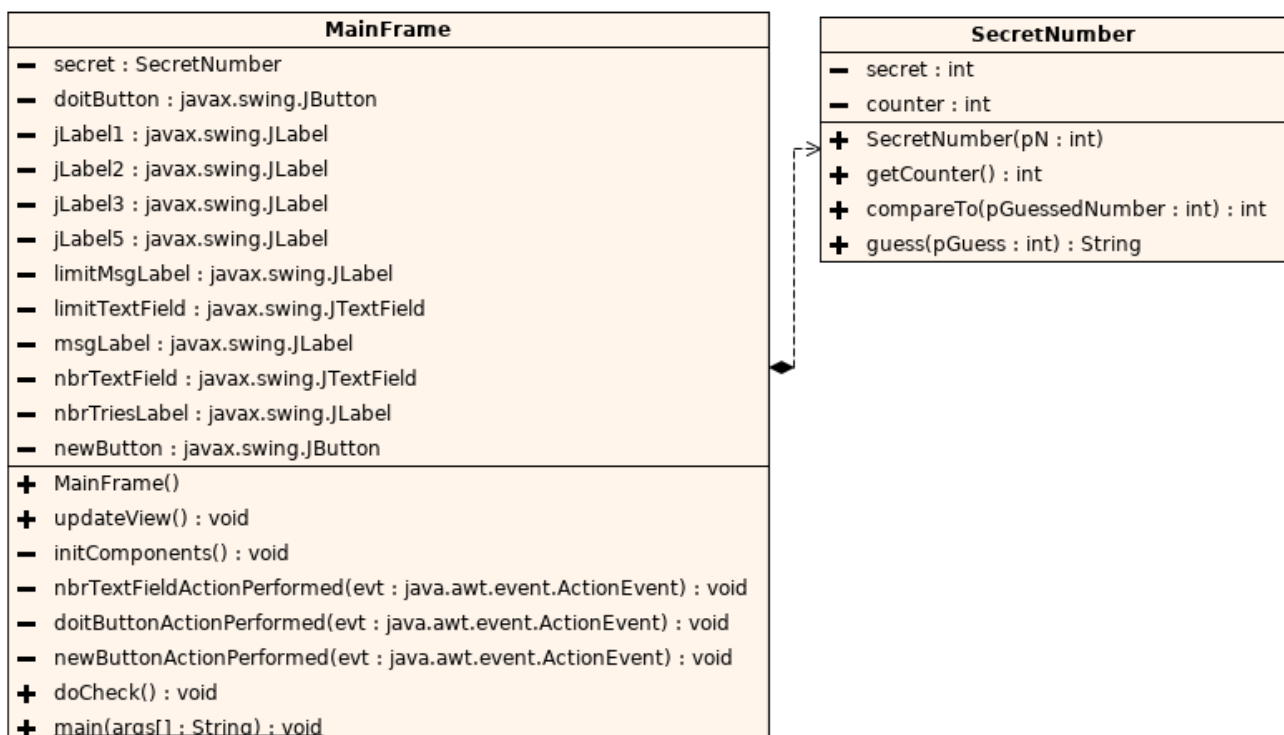 MainFrame
− secret : SecretNumber
− doitButton : javax.swing.JButton
− jLabel1 : javax.swing.JLabel
− jLabel2 : javax.swing.JLabel
− jLabel3 : javax.swing.JLabel
− jLabel5 : javax.swing.JLabel
− limitMsgLabel : javax.swing.JLabel
− limitTextField : javax.swing.JTextField
− msgLabel : javax.swing.JLabel
− nbrTextField : javax.swing.JTextField
− nbrTriesLabel : javax.swing.JLabel
− newButton : javax.swing.JButton
+ MainFrame()
+ updateView() : void
− initComponents() : void
− nbrTextFieldActionPerformed(evt : java.awt.event.ActionEvent) : void
− doitButtonActionPerformed(evt : java.awt.event.ActionEvent) : void
− newButtonActionPerformed(evt : java.awt.event.ActionEvent) : void
+ doCheck() : void
+ main(args[] : String) : void
SecretNumber
− secret : int
− counter : int
+ SecretNumber(pN : int)
+ getCounter() : int
+ compareTo(pGuessedNumber : int) : int
+ guess(pGuess : int) : String